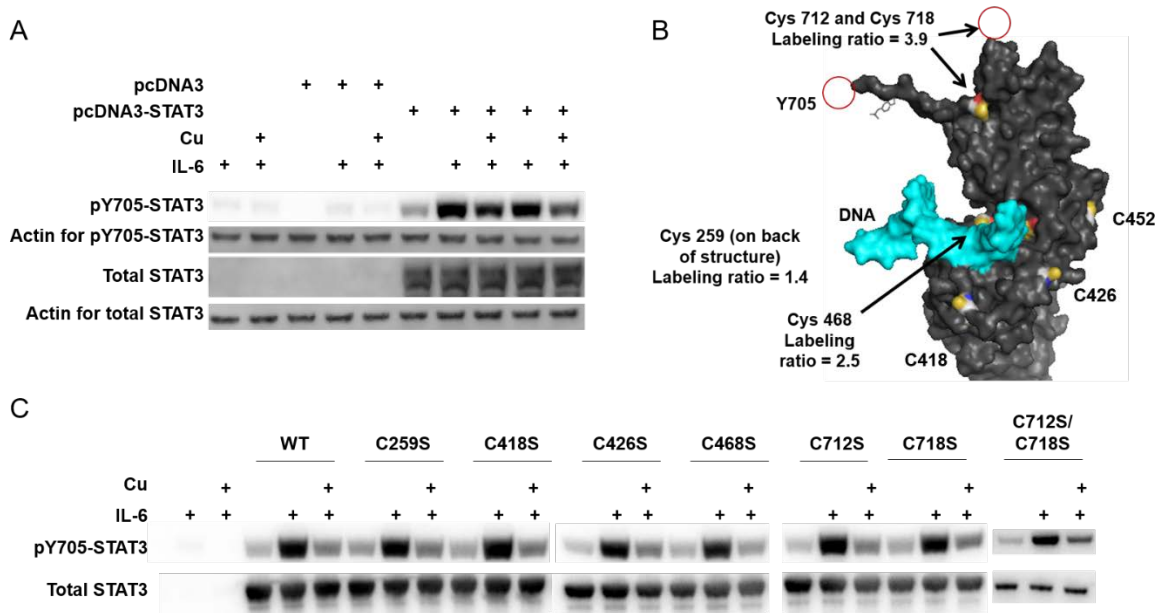 A
pcDNA3 + + +
pcDNA3-STAT3 + + + + +
Cu + + + +
IL-6 + + + + + + + +
pY705-STAT3
Actin for pY705-STAT3
Total STAT3
Actin for total STAT3
B
Cys 712 and Cys 718
Labeling ratio = 3.9
Y705
DNA
C452
Cys 259 (on back
of structure)
Labeling ratio = 1.4
C426
Cys 468
Labeling
ratio = 2.5
C418
C
WT C259S C418S C426S C468S C712S C718S C712S/
C718S
Cu + + + + + + + + +
IL-6 + + + + + + + + + + + + + + + + + +
pY705-STAT3
Total STAT3